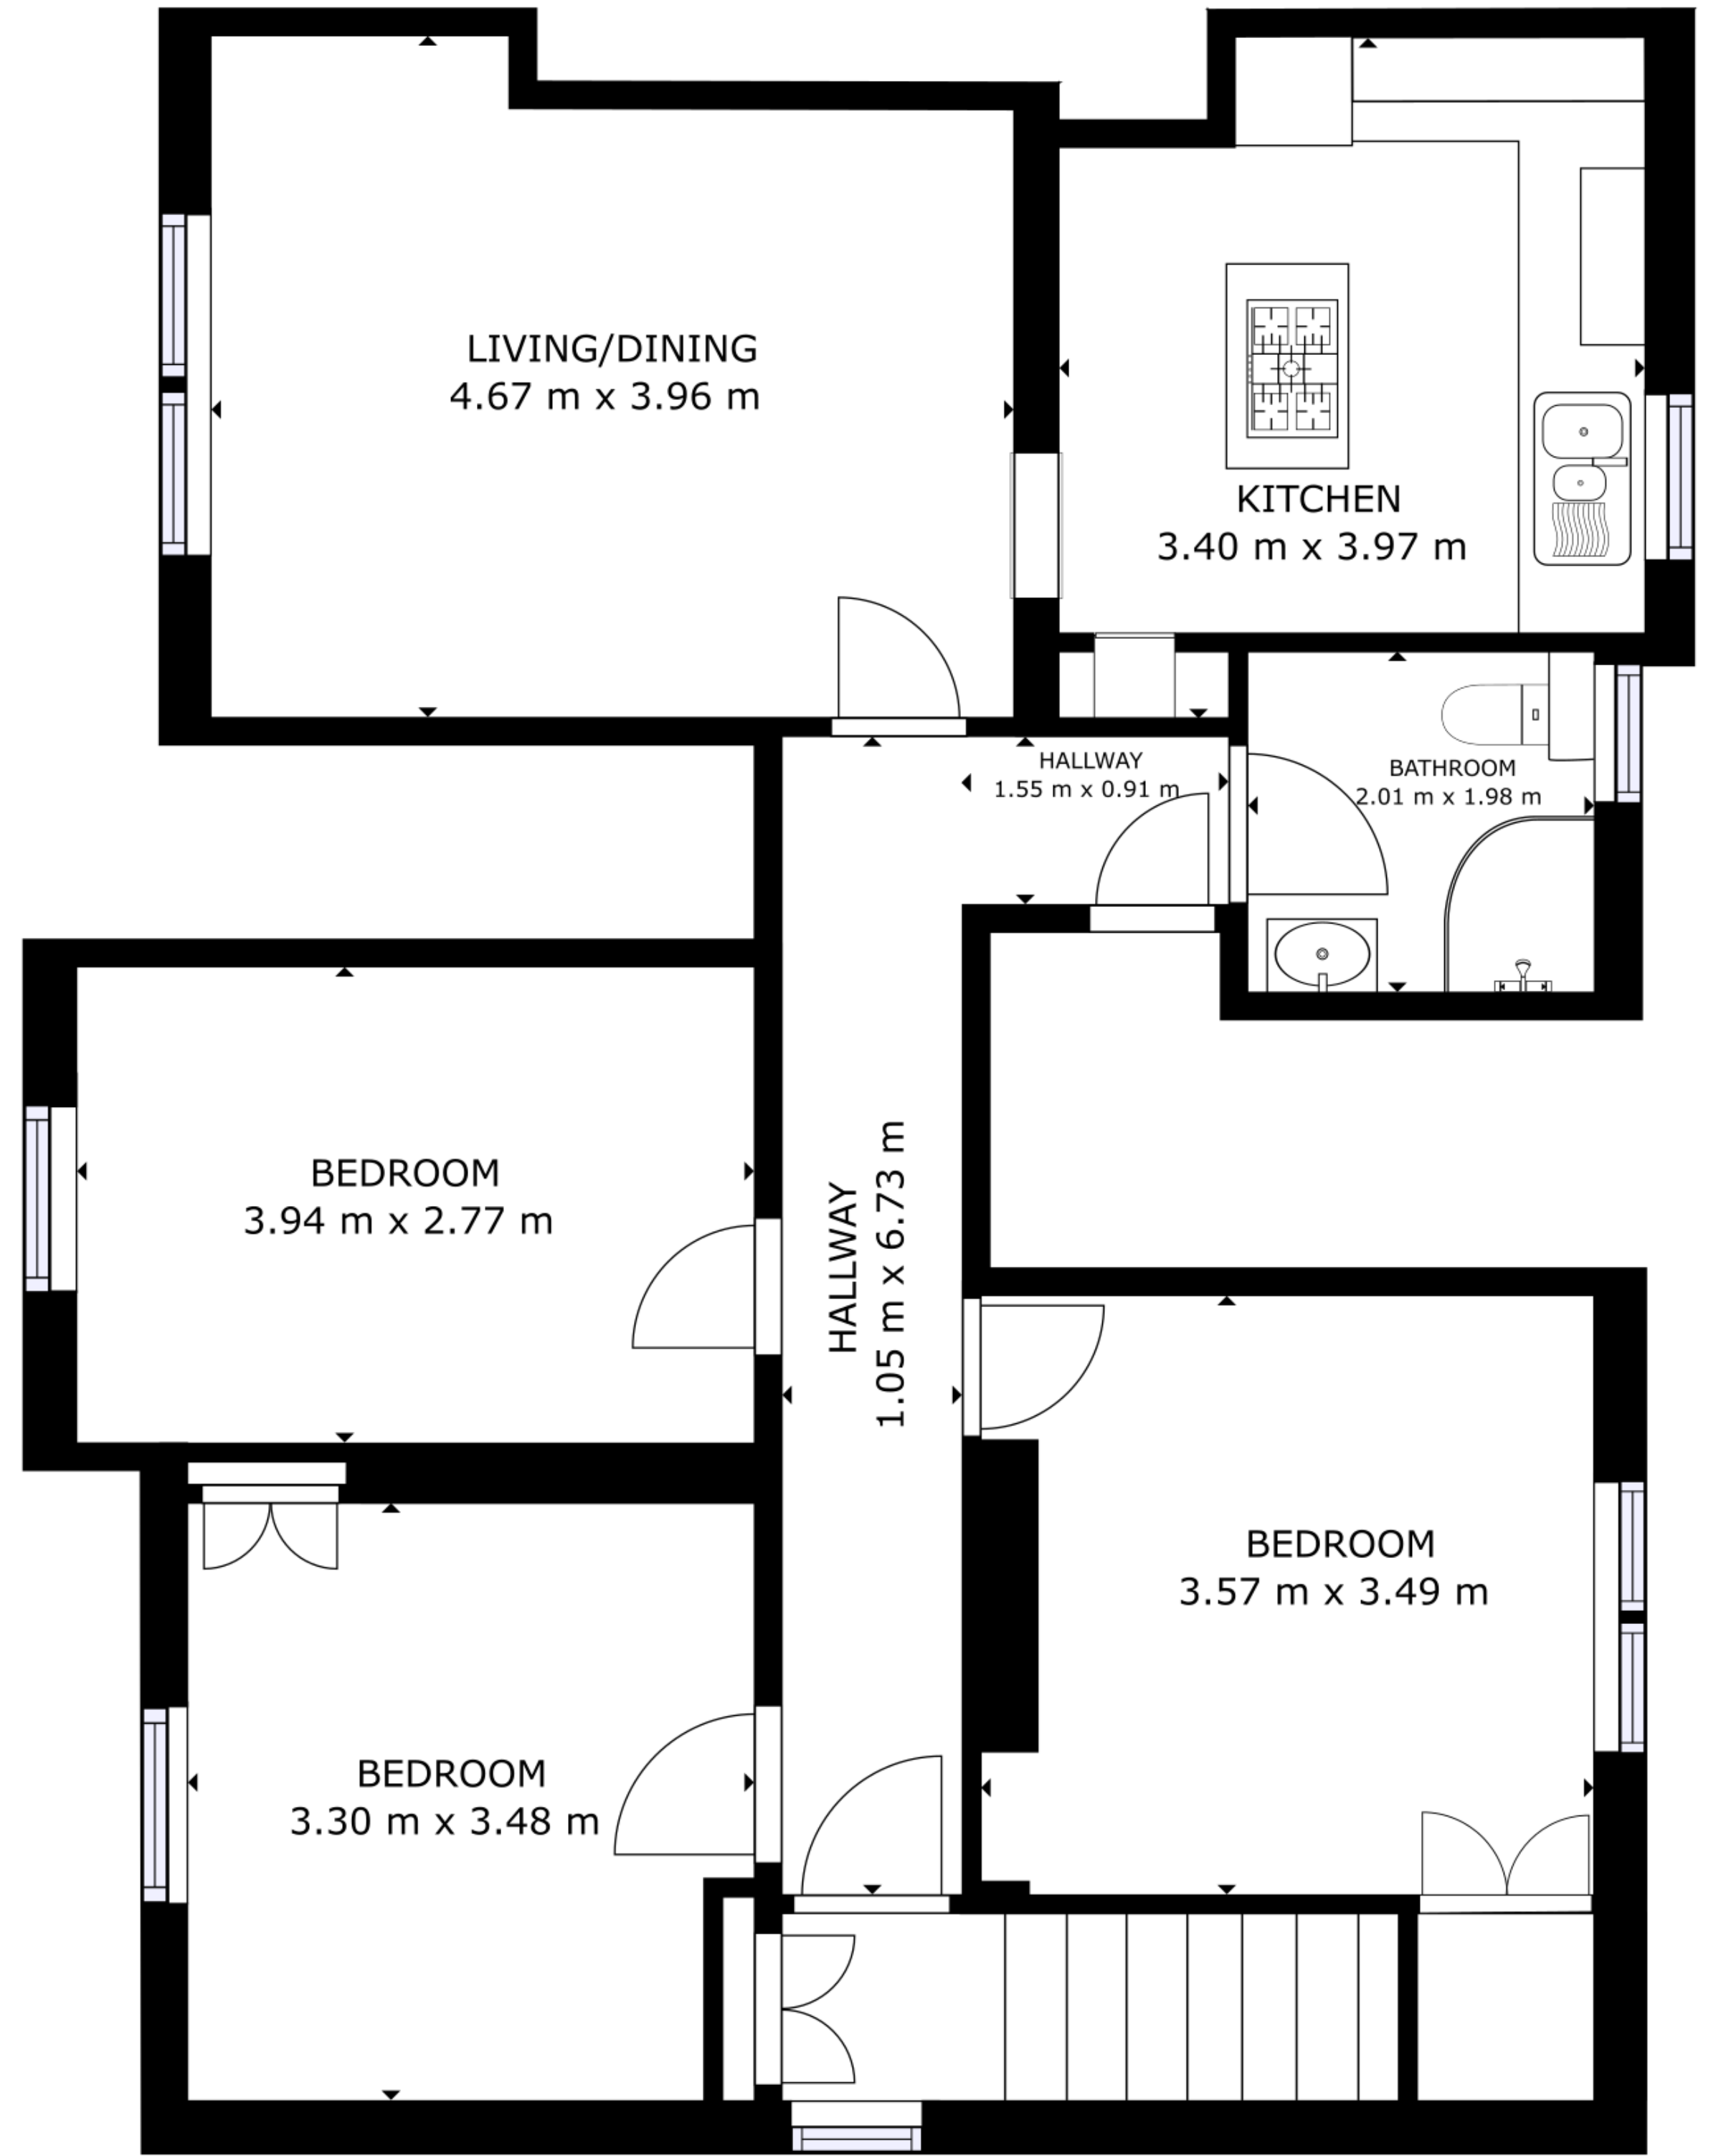 LIVING/DINING
4.67 m x 3.96 m
KITCHEN
3.40 m x 3.97 m
HALLWAY
1.55 m x 0.91 m
BATHROOM
2.01 m x 1.98 m
BEDROOM
3.94 m x 2.77 m
HALLWAY
1.05 m x 6.73 m
BEDROOM
3.57 m x 3.49 m
BEDROOM
3.30 m x 3.48 m